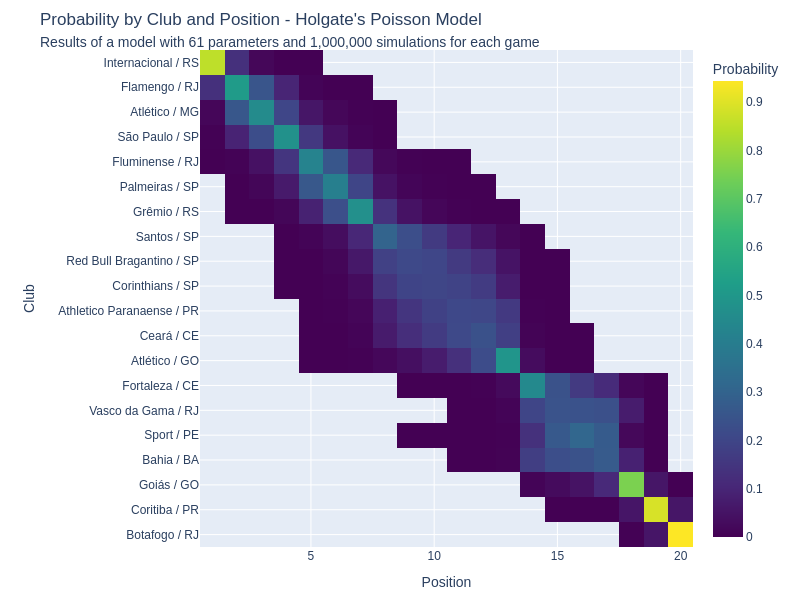 Probability by Club and Position - Holgate's Poisson Model
Results of a model with 61 parameters and 1,000,000 simulations for each game
Probability
Club
Internacional / RS
Flamengo / RJ
Atlético / MG
São Paulo / SP
Fluminense / RJ
Palmeiras / SP
Grêmio / RS
Santos / SP
Red Bull Bragantino / SP
Corinthians / SP
Athletico Paranaense / PR
Ceará / CE
Atlético / GO
Fortaleza / CE
Vasco da Gama / RJ
Sport / PE
Bahia / BA
Goiás / GO
Coritiba / PR
Botafogo / RJ
0.9
0.8
0.7
0.6
0.5
0.4
0.3
0.2
0.1
0
5 10 15 20
Position